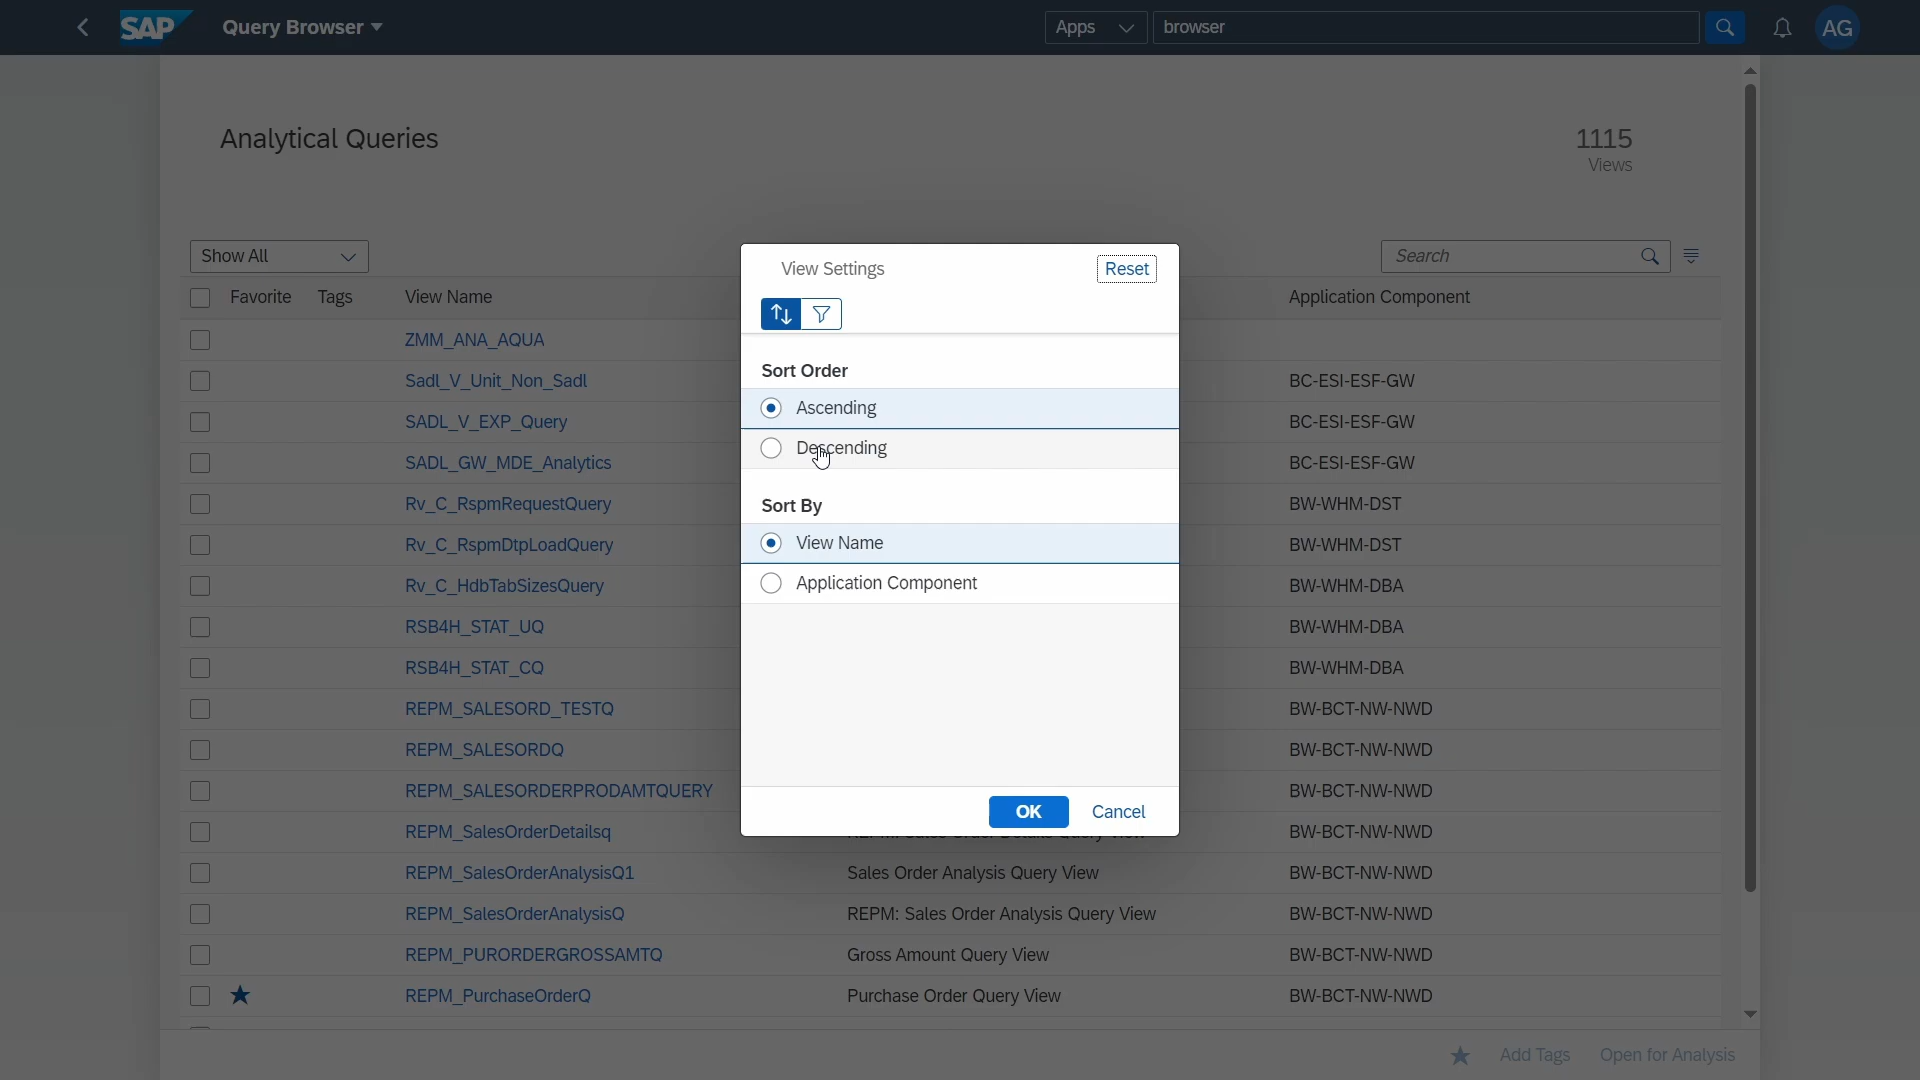 SAP Query Browser Apps browser AG
Analytical Queries 1115
Views
Show All Search
View Settings Reset
Favorite Tags View Name Application Component
Sort Order
Ascending
Descending
Sort By
View Name
Application Component
OK Cancel
ZMM_ANA_AQUA
Sadl_V_Unit_Non_Sadl BC-ESI-ESF-GW
SADL_V_EXP_Query BC-ESI-ESF-GW
SADL_GW_MDE_Analytics BC-ESI-ESF-GW
Rv_C_RspmRequestQuery BW-WHM-DST
Rv_C_RspmDtpLoadQuery BW-WHM-DST
Rv_C_HdbTabSizesQuery BW-WHM-DBA
RSB4H_STAT_UQ BW-WHM-DBA
RSB4H_STAT_CQ BW-WHM-DBA
REPM_SALESORD_TESTQ BW-BCT-NW-NWD
REPM_SALESORDQ BW-BCT-NW-NWD
REPM_SALESORDERPRODAMTQUERY BW-BCT-NW-NWD
REPM_SalesOrderDetailsq BW-BCT-NW-NWD
REPM_SalesOrderAnalysisQ1 Sales Order Analysis Query View BW-BCT-NW-NWD
REPM_SalesOrderAnalysisQ REPM: Sales Order Analysis Query View BW-BCT-NW-NWD
REPM_PURORDERGROSSAMTQ Gross Amount Query View BW-BCT-NW-NWD
REPM_PurchaseOrderQ Purchase Order Query View BW-BCT-NW-NWD
Add Tags Open for Analysis